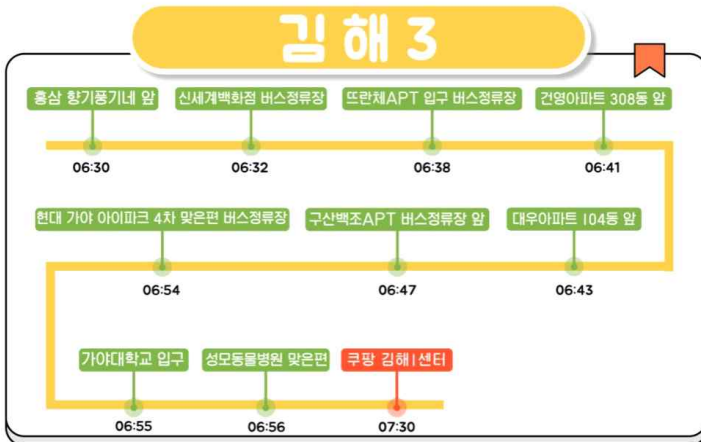 김해 3
홍삼 향기풍기네 앞 신세계백화점 버스정류장 뜨란체APT 입구 버스정류장 건영아파트 308동 앞
06:30 06:32 06:38 06:41
현대 가야 아이파크 4차 맞은편 버스정류장 구산백조APT 버스정류장 앞 대우아파트 104동 앞
06:54 06:47 06:43
가야대학교 입구 성모동물병원 맞은편 쿠팡 김해1센터
06:55 06:56 07:30